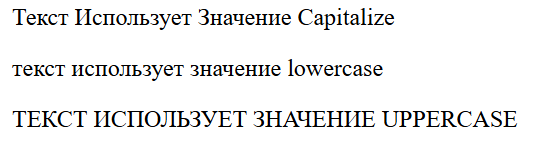 Текст Использует Значение Capitalize
текст использует значение lowercase
ТЕКСТ ИСПОЛЬЗУЕТ ЗНАЧЕНИЕ UPPERCASE